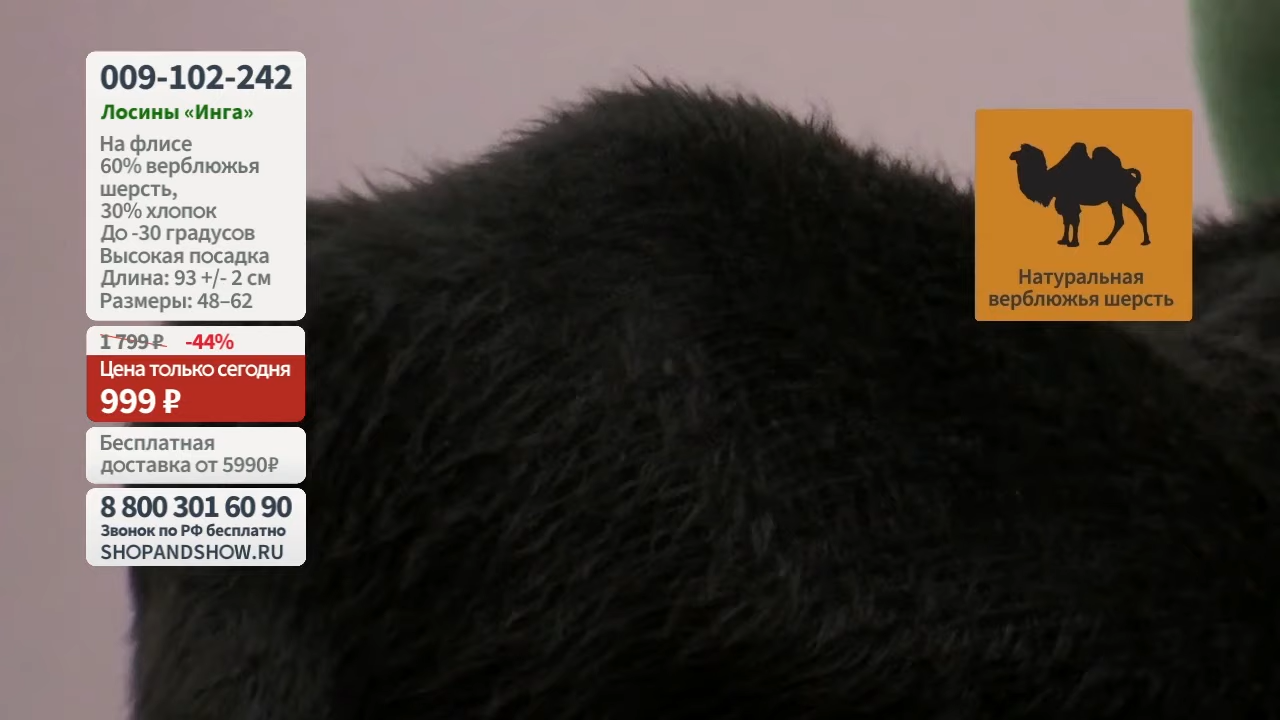 009-102-242
Лосины «Инга»
На флисе
60% верблюжья
шерсть,
30% хлопок
До -30 градусов
Высокая посадка
Длина: 93 +/- 2 см
Размеры: 48–62
1 799 ₽ -44%
Цена только сегодня
999 ₽
Бесплатная
доставка от 5990₽
8 800 301 60 90
Звонок по РФ бесплатно
SHOPANDSHOW.RU
Натуральная
верблюжья шерсть